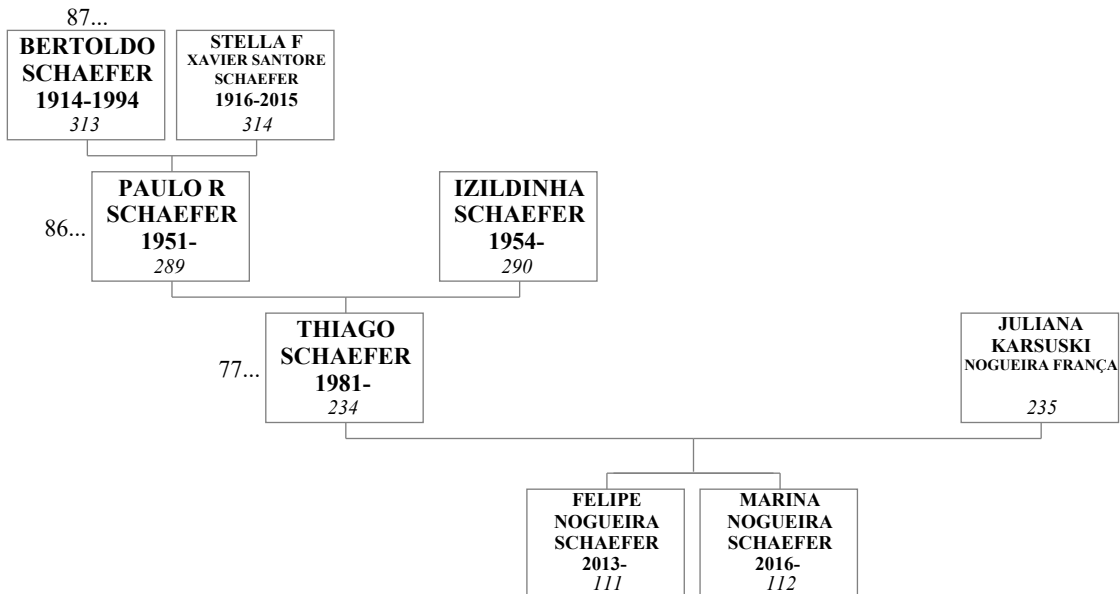 87...
BERTOLDO
SCHAEFER
1914-1994
313
STELLA F
XAVIER SANTORE
SCHAEFER
1916-2015
314
86...
PAULO R
SCHAEFER
1951-
289
IZILDINHA
SCHAEFER
1954-
290
77...
THIAGO
SCHAEFER
1981-
234
JULIANA
KARSUSKI
NOGUEIRA FRANÇA
235
FELIPE
NOGUEIRA
SCHAEFER
2013-
111
MARINA
NOGUEIRA
SCHAEFER
2016-
112